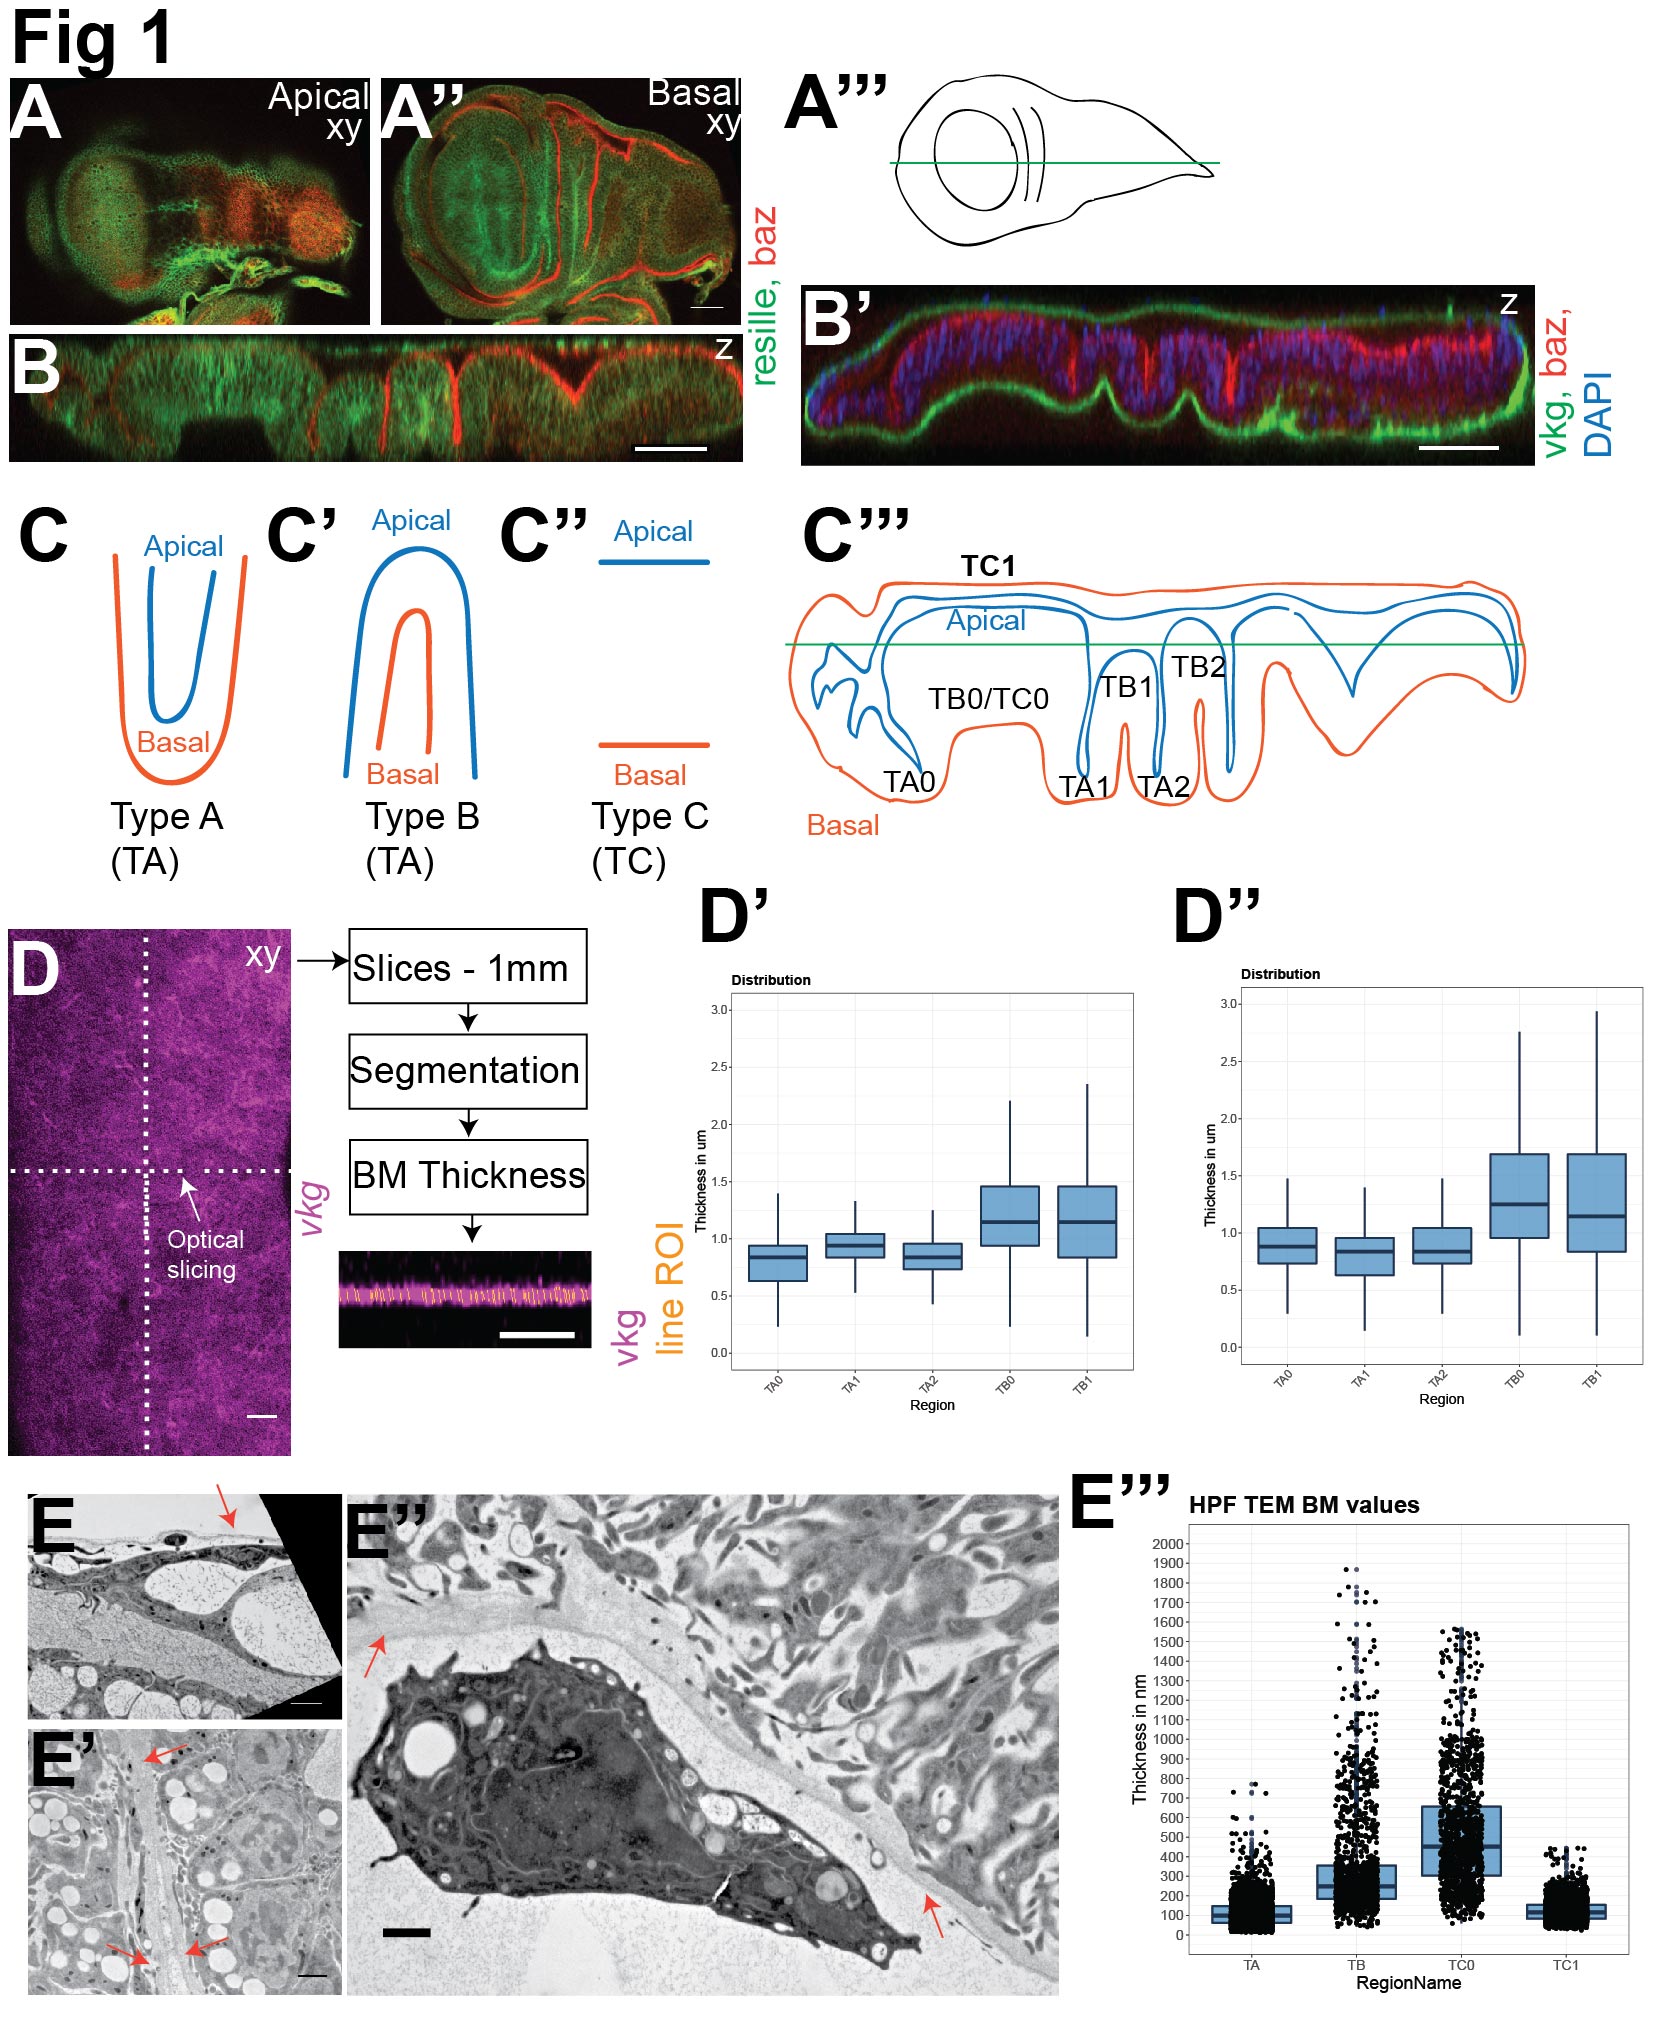 Fig 1
A
Apical
xy
A’’
Basal
xy
resille, baz
A’’’
B
z
B’
z
vkg, baz,
DAPI
C
Apical
Basal
Type A
(TA)
C’
Apical
Basal
Type B
(TA)
C’’
Apical
Basal
Type C
(TC)
C’’’
TC1
Apical
TB0/TC0
TB1
TB2
TA0
TA1
TA2
Basal
D
xy
Optical
slicing
vkg
Slices - 1mm
Segmentation
BM Thickness
vkg
line ROI
D’
Distribution
Thickness in um
3.0
2.5
2.0
1.5
1.0
0.5
0.0
TA0
TA1
TA2
TB0
TB1
Region
D’’
Distribution
Thickness in um
3.0
2.5
2.0
1.5
1.0
0.5
0.0
TA0
TA1
TA2
TB0
TB1
Region
E
E’
E’’
E’’’
HPF TEM BM values
Thickness in nm
2000
1900
1800
1700
1600
1500
1400
1300
1200
1100
1000
900
800
700
600
500
400
300
200
100
0
TA
TB
TC0
TC1
RegionName